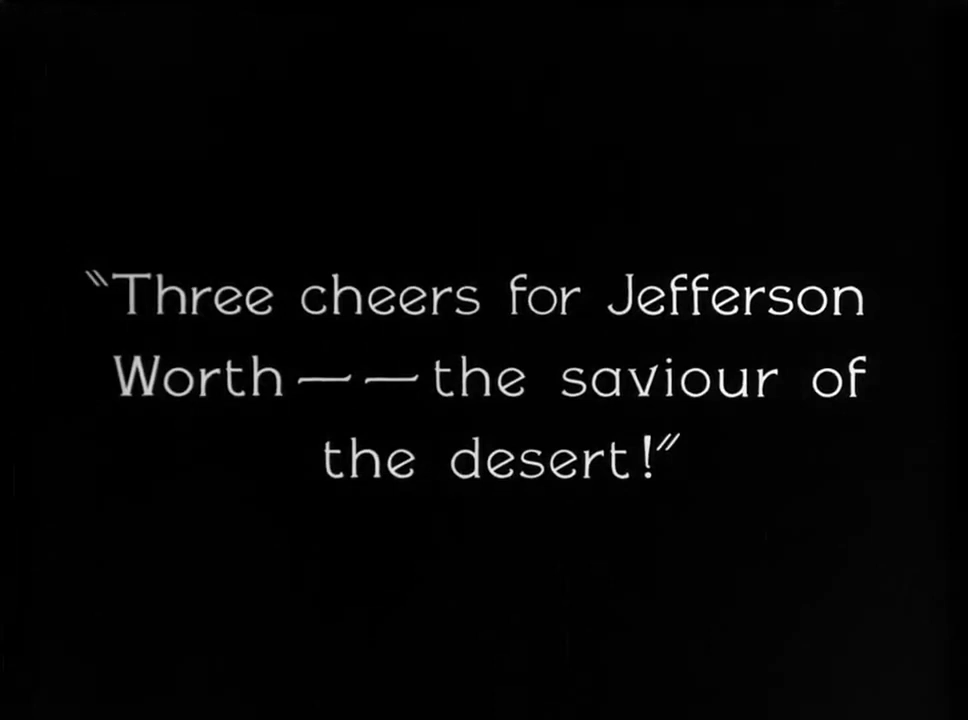 "Three cheers for Jefferson
Worth——the saviour of
the desert!"